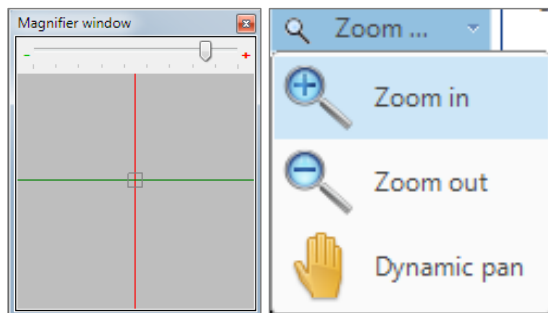 Magnifier window
- +
Zoom ...
Zoom in
Zoom out
Dynamic pan